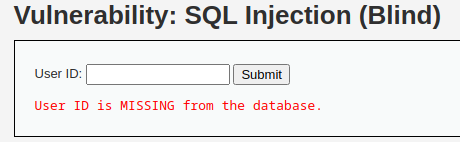 Vulnerability: SQL Injection (Blind)
User ID: Submit
User ID is MISSING from the database.